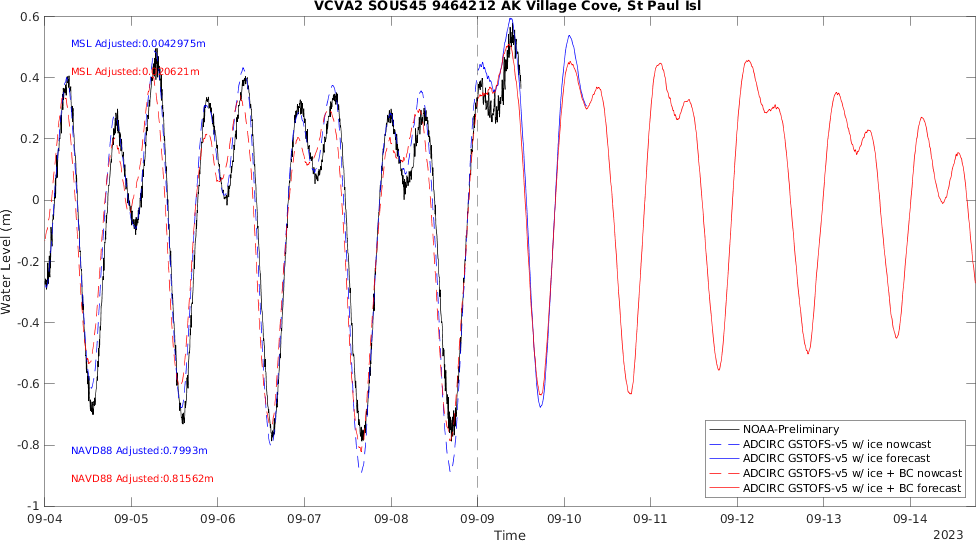 VCVA2 SOUS45 9464212 AK Village Cove, St Paul Isl
0.6
0.4
0.2
0
-0.2
-0.4
-0.6
-0.8
-1
Water Level (m)
MSL Adjusted:0.0042975m
MSL
NAVD88 Adjusted:0.7993m
NAVD88 Adjusted:0.81562m
NOAA-Preliminary
ADCIRC GSTOFS-v5 w/ ice nowcast
ADCIRC GSTOFS-v5 w/ ice forecast
ADCIRC GSTOFS-v5 w/ ice + BC nowcast
ADCIRC GSTOFS-v5 w/ ice + BC forecast
09-04 09-05 09-06 09-07 09-08 09-09 09-10 09-11 09-12 09-13 09-14
Time
2023